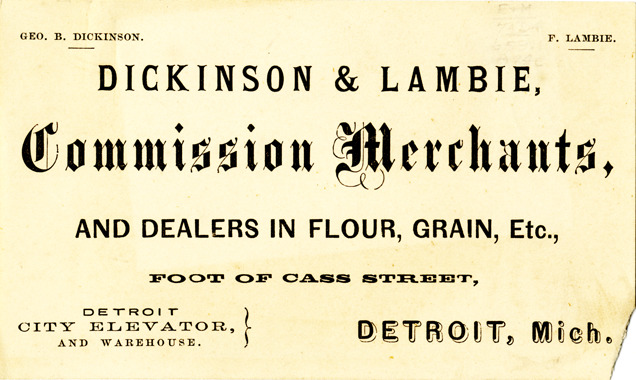 GEO. B. DICKINSON.
F. LAMBIE.
DICKINSON & LAMBIE,
Commission Merchants,
AND DEALERS IN FLOUR, GRAIN, Etc.,
FOOT OF CASS STREET,
DETROIT
CITY ELEVATOR,
AND WAREHOUSE.
DETROIT, Mich.